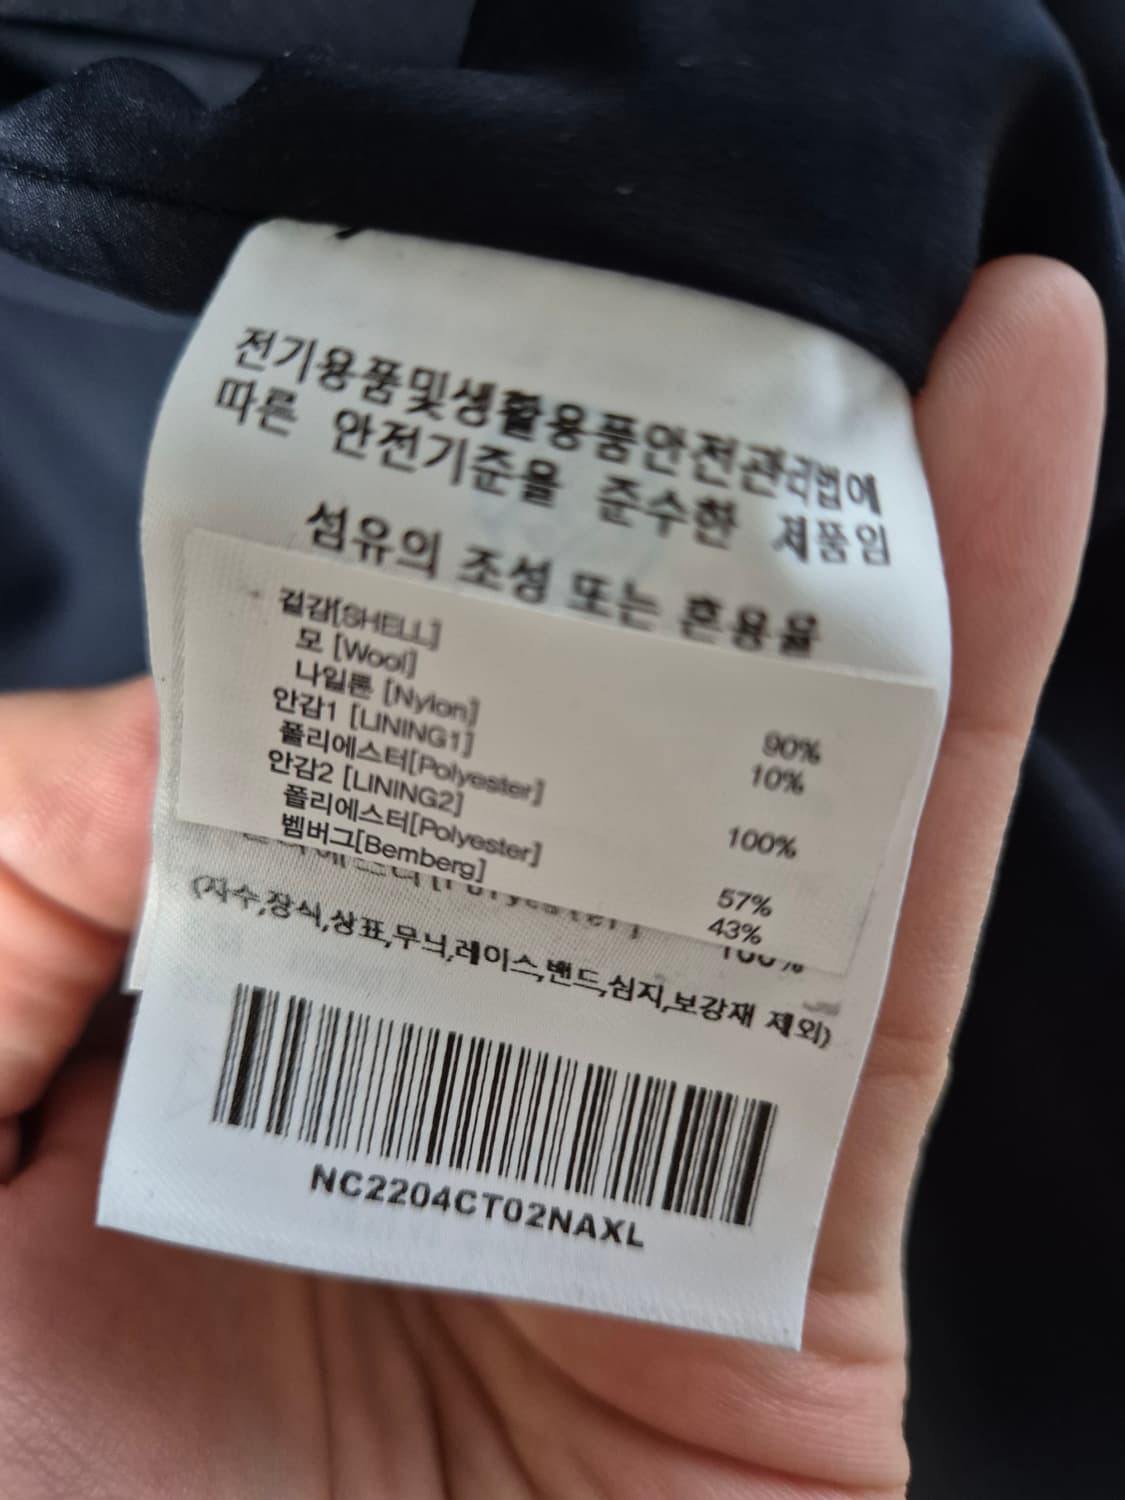 전기용품및생활용품안전관리법에
따른 안전기준을 준수한 제품임
섬유의 조성 또는 혼용율
겉감[SHELL]
모 [Wool] 90%
나일론 [Nylon] 10%
안감1 [LINING1]
폴리에스터[Polyester] 100%
안감2 [LINING2]
폴리에스터[Polyester] 57%
벰버그[Bemberg] 43%
[Polyester] 100%
(자수,장식,상표,무늬,레이스,밴드,심지,보강재 제외)
NC2204CT02NAXL